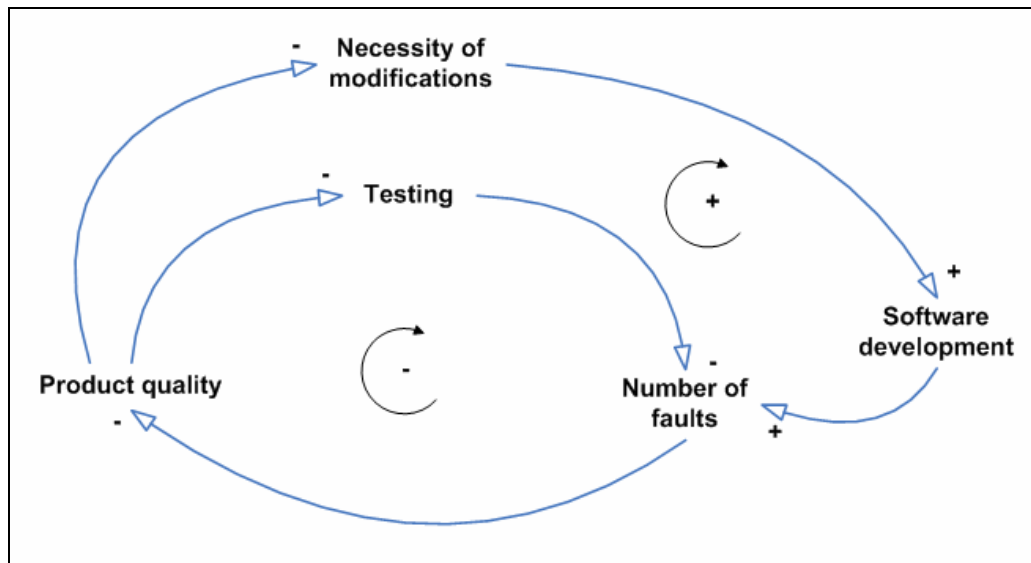 -
Necessity of
modifications
-
Testing
+
+
Software
development
-
-
Product quality
Number of
faults
-
+